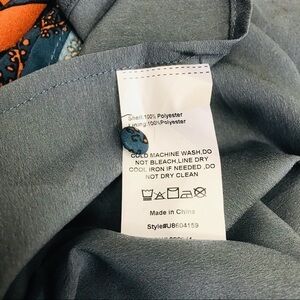 Shell:100% Polyester
Lining:100%Polyester
COLD MACHINE WASH,DO
NOT BLEACH,LINE DRY
COOL IRON IF NEEDED ,DO
NOT DRY CLEAN
Made in China
Style#U8604159